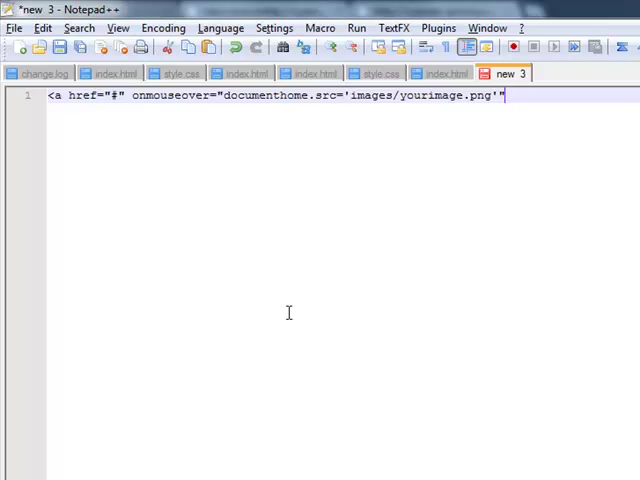 *new 3 - Notepad++
File Edit Search View Encoding Language Settings Macro Run TextFX Plugins Window ?
change.log index.html style.css index.html index.html style.css index.html new 3
1 <a href="#" onmouseover="documenthome.src='images/yourimage.png'"